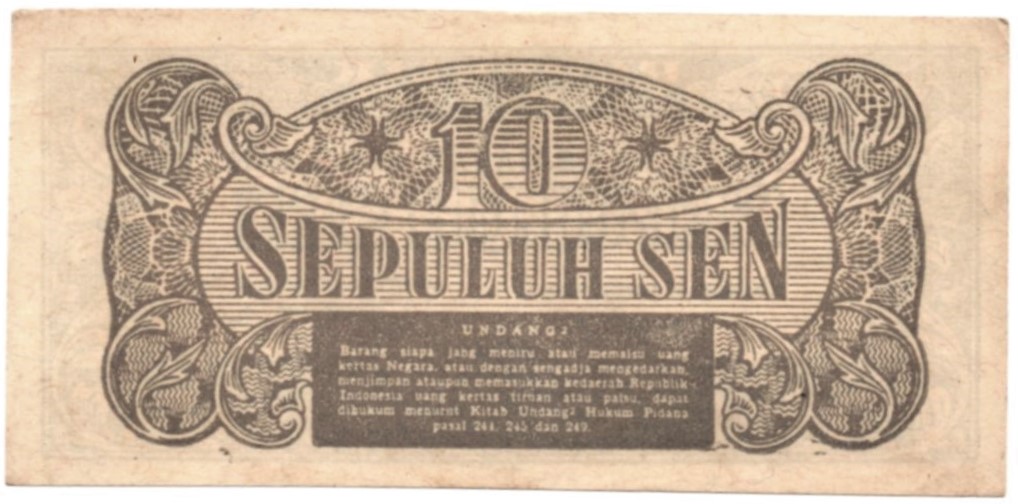 10
SEPULUH SEN
UNDANG2
Barang siapa jang meniru atau memalsu uang
kertas Negara, atau dengan sengadja mengedarkan,
menjimpan ataupun memasukkan kedaerah Republik
Indonesia uang kertas tiruan atau palsu, dapat
dihukum menurut Kitab Undang2 Hukum Pidana
pasal 244, 245 dan 249.